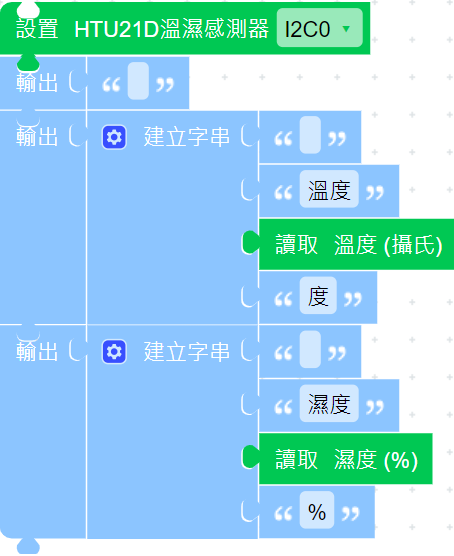 設置 HTU21D溫濕感測器 I2C0
輸出 “ ”
輸出 建立字串 “ ”
“ 溫度 ”
讀取 溫度 (攝氏)
“ 度 ”
輸出 建立字串 “ ”
“ 濕度 ”
讀取 濕度 (%)
“ % ”